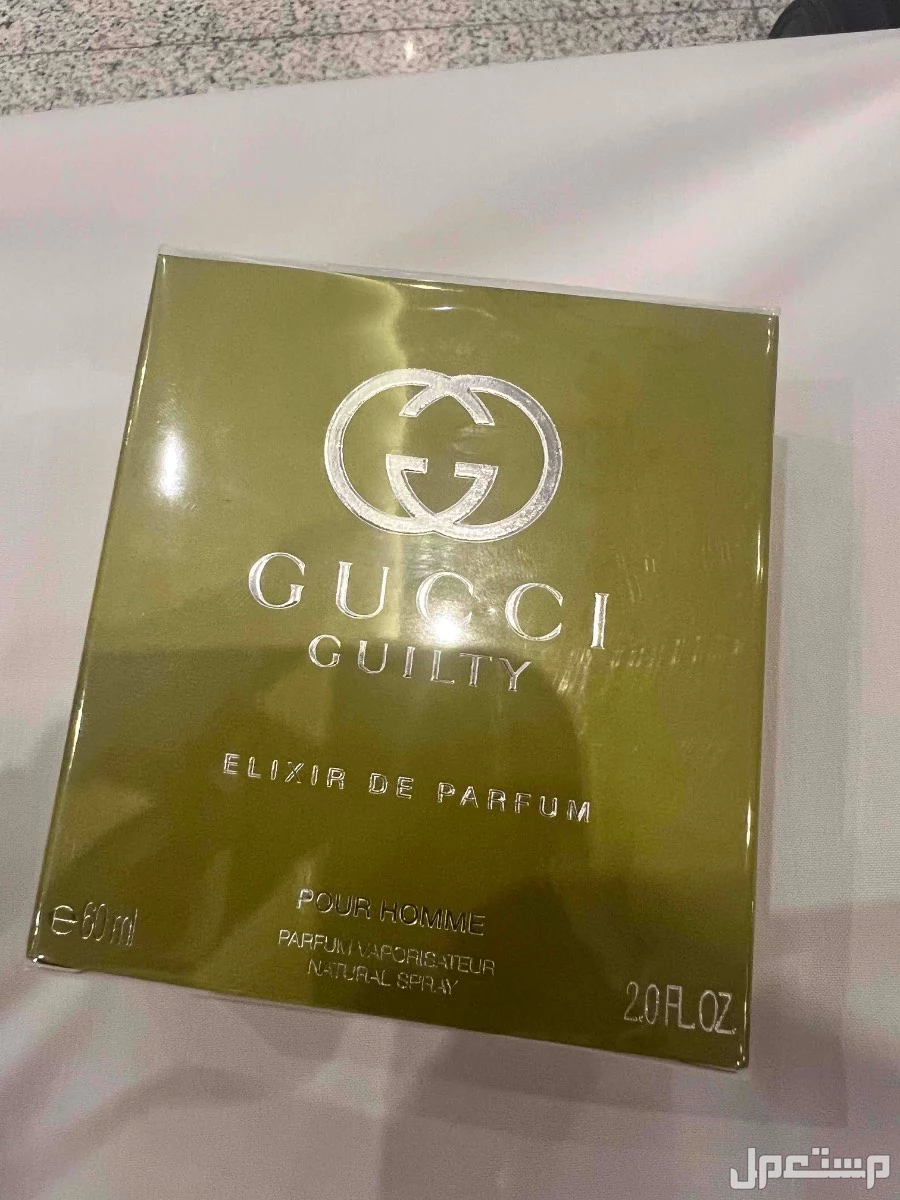 GUCCI
GUILTY
ELIXIR DE PARFUM
POUR HOMME
PARFUM VAPORISATEUR
NATURAL SPRAY
e 60 ml
2.0 FL.OZ.
مستعمل